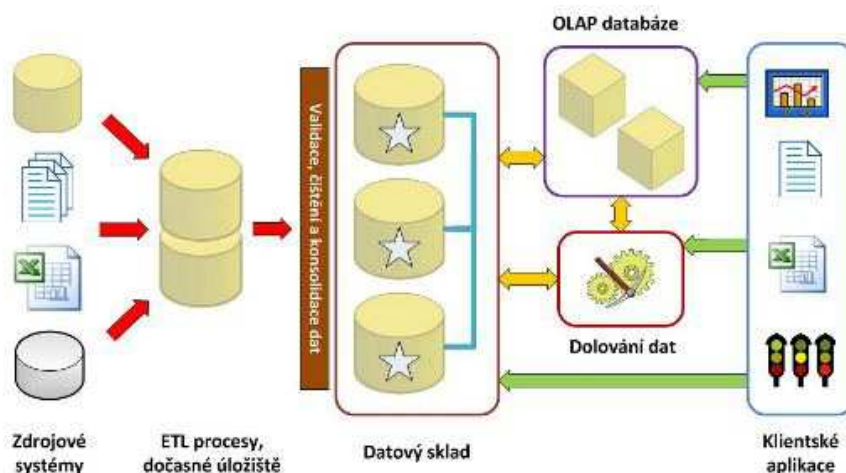 OLAP databáze
Validace, čištění a konsolidace dat
Dolování dat
Zdrojové
systémy
ETL procesy,
dočasné úložiště
Datový sklad
Klientské
aplikace